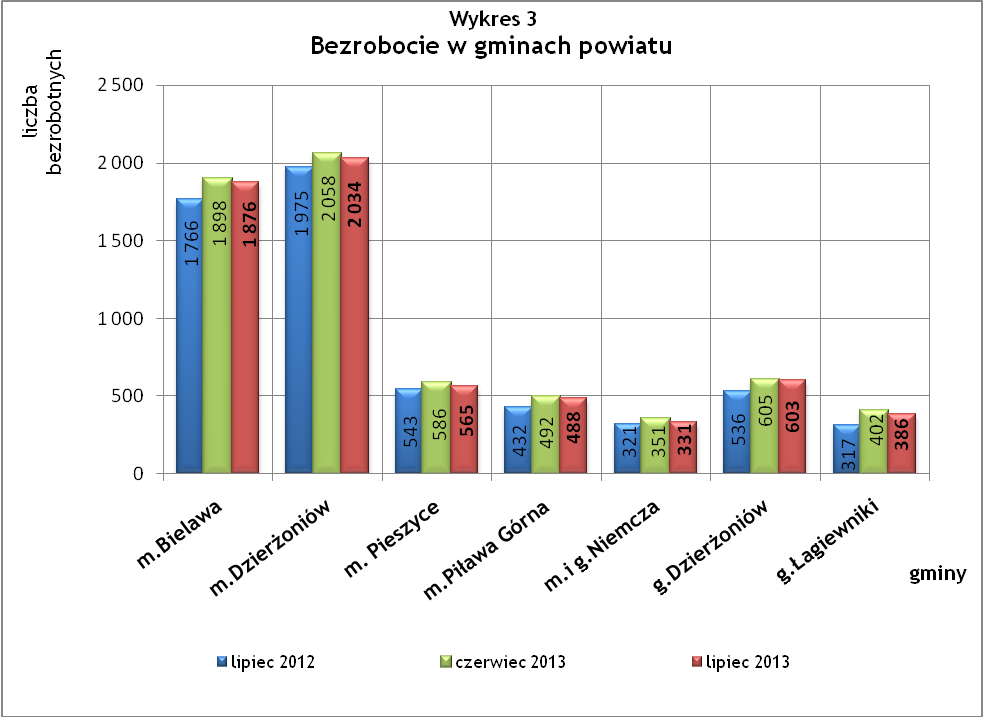 Wykres 3
Bezrobocie w gminach powiatu
liczba
bezrobotnych
2 500
2 000
1 500
1 000
500
0
1 766
1 898
1 876
1 975
2 058
2 034
543
586
565
432
492
488
321
351
331
536
605
603
317
402
386
m.Bielawa
m.Dzierżoniów
m. Pieszyce
m.Piława Górna
m.i g.Niemcza
g.Dzierżoniów
g.Łagiewniki
gminy
lipiec 2012
czerwiec 2013
lipiec 2013